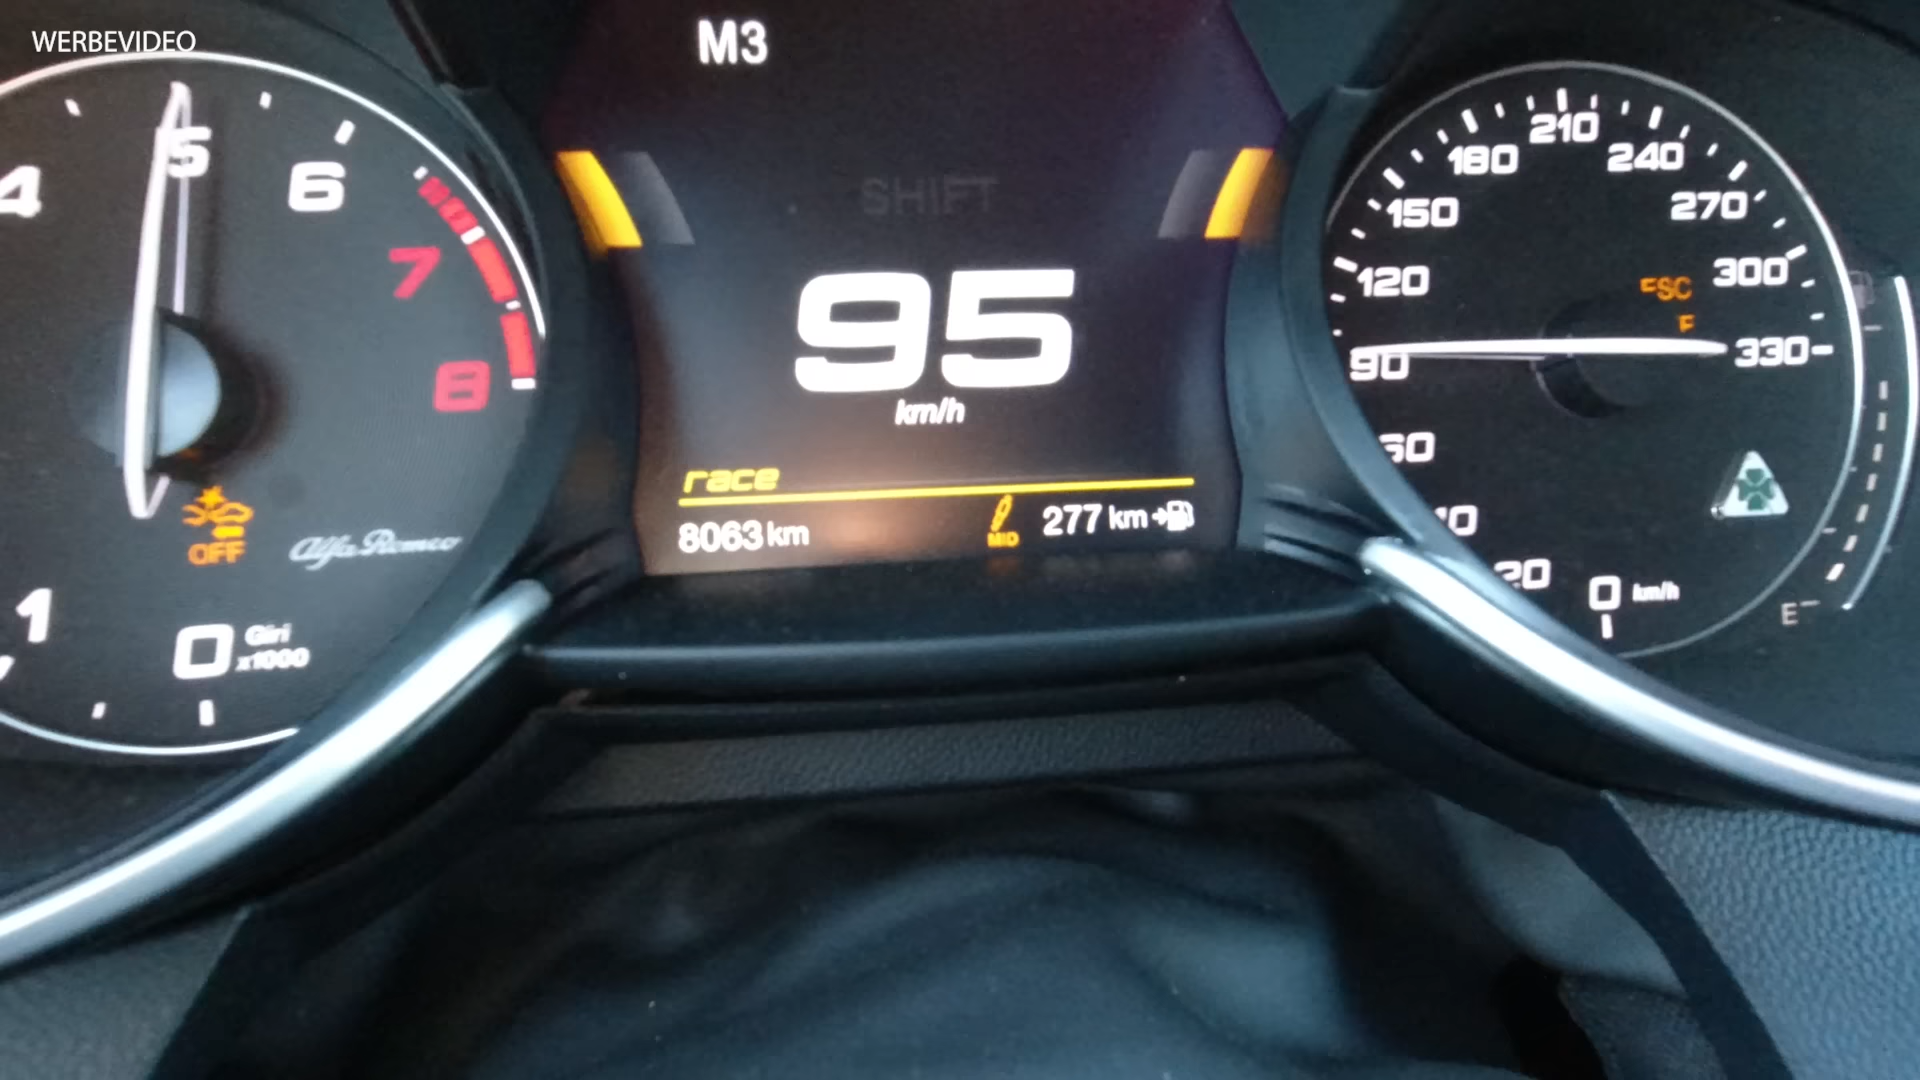 WERBEVIDEO
M3
4
5
6
7
8
1
0
Giri
x1000
OFF
Alfa Romeo
SHIFT
95
km/h
race
8063 km
MID
277 km
0
20
60
90
120
150
180
210
240
270
300
330
km/h
ESC
E